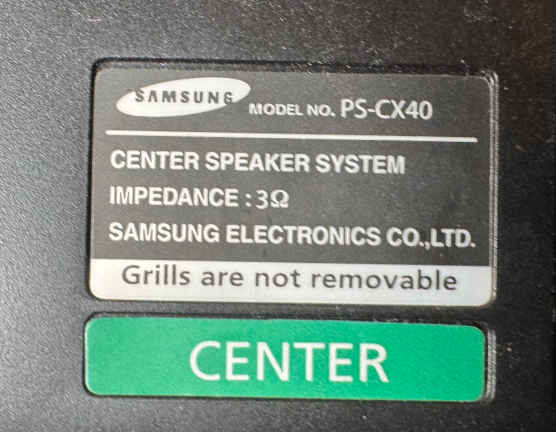 SAMSUNG MODEL NO. PS-CX40
CENTER SPEAKER SYSTEM
IMPEDANCE : 3Ω
SAMSUNG ELECTRONICS CO.,LTD.
Grills are not removable
CENTER